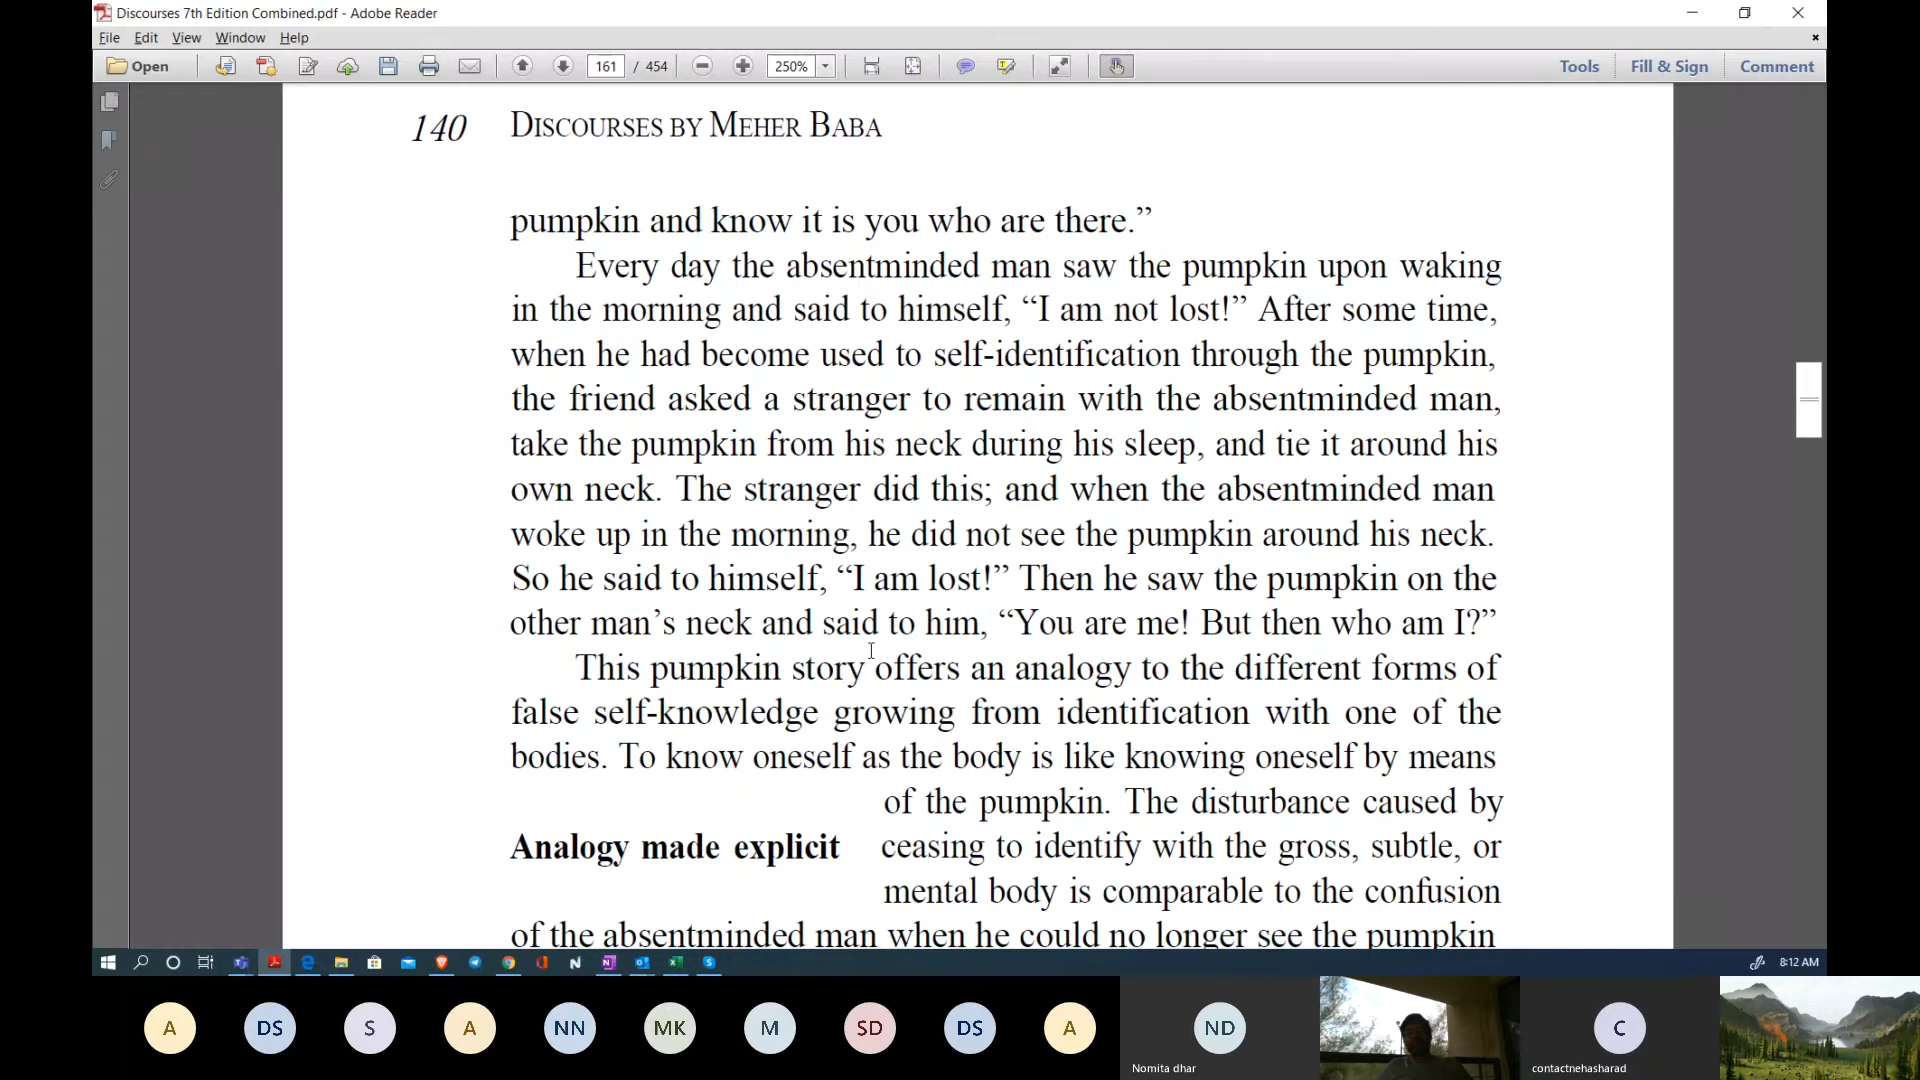 Discourses 7th Edition Combined.pdf - Adobe Reader
File Edit View Window Help
Open 161 / 454 250% Tools Fill & Sign Comment
140 DISCOURSES BY MEHER BABA
pumpkin and know it is you who are there.”
Every day the absentminded man saw the pumpkin upon waking
in the morning and said to himself, “I am not lost!” After some time,
when he had become used to self-identification through the pumpkin,
the friend asked a stranger to remain with the absentminded man,
take the pumpkin from his neck during his sleep, and tie it around his
own neck. The stranger did this; and when the absentminded man
woke up in the morning, he did not see the pumpkin around his neck.
So he said to himself, “I am lost!” Then he saw the pumpkin on the
other man’s neck and said to him, “You are me! But then who am I?”
This pumpkin story offers an analogy to the different forms of
false self-knowledge growing from identification with one of the
bodies. To know oneself as the body is like knowing oneself by means
of the pumpkin. The disturbance caused by
Analogy made explicit ceasing to identify with the gross, subtle, or
mental body is comparable to the confusion
of the absentminded man when he could no longer see the pumpkin
8:12 AM
A DS S A NN MK M SD DS A ND C
Nomita dhar contactnehasharad